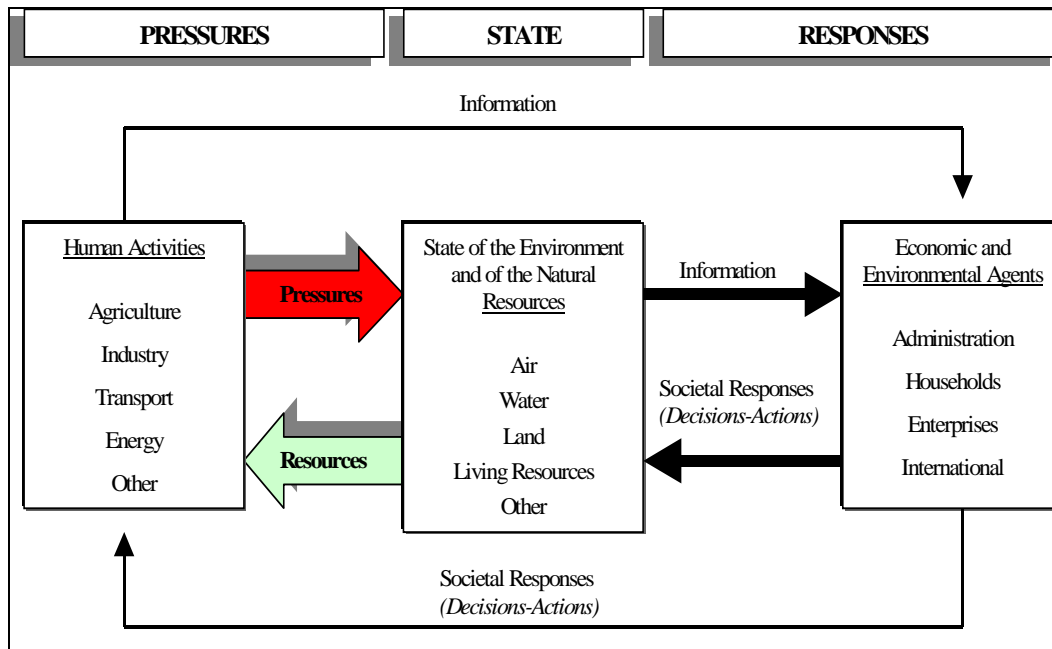 PRESSURES
STATE
RESPONSES
Information
Human Activities
Agriculture
Industry
Transport
Energy
Other
Pressures
Resources
State of the Environment
and of the Natural
Resources
Air
Water
Land
Living Resources
Other
Information
Societal Responses
(Decisions-Actions)
Economic and
Environmental Agents
Administration
Households
Enterprises
International
Societal Responses
(Decisions-Actions)